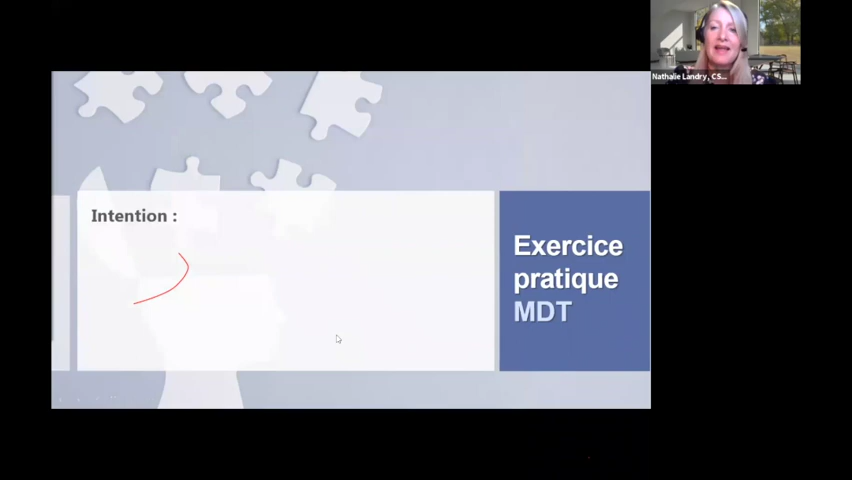 Nathalie Landry, CS...
Intention :
Exercice
pratique
MDT